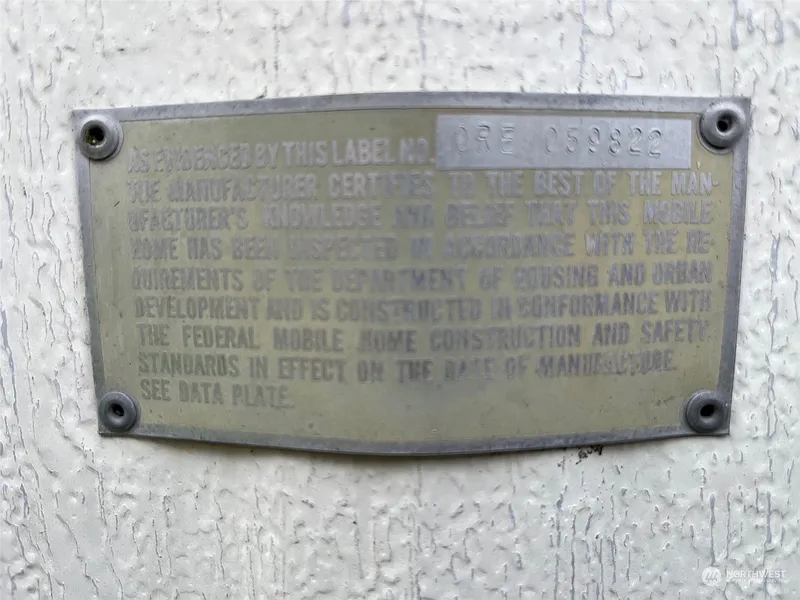 AS EVIDENCED BY THIS LABEL NO. ORE 059822
THE MANUFACTURER CERTIFIES TO THE BEST OF THE MAN-
UFACTURER'S KNOWLEDGE AND BELIEF THAT THIS MOBILE
HOME HAS BEEN INSPECTED IN ACCORDANCE WITH THE RE-
QUIREMENTS OF THE DEPARTMENT OF HOUSING AND URBAN
DEVELOPMENT AND IS CONSTRUCTED IN CONFORMANCE WITH
THE FEDERAL MOBILE HOME CONSTRUCTION AND SAFETY
STANDARDS IN EFFECT ON THE DATE OF MANUFACTURE.
SEE DATA PLATE.
NORTHWEST